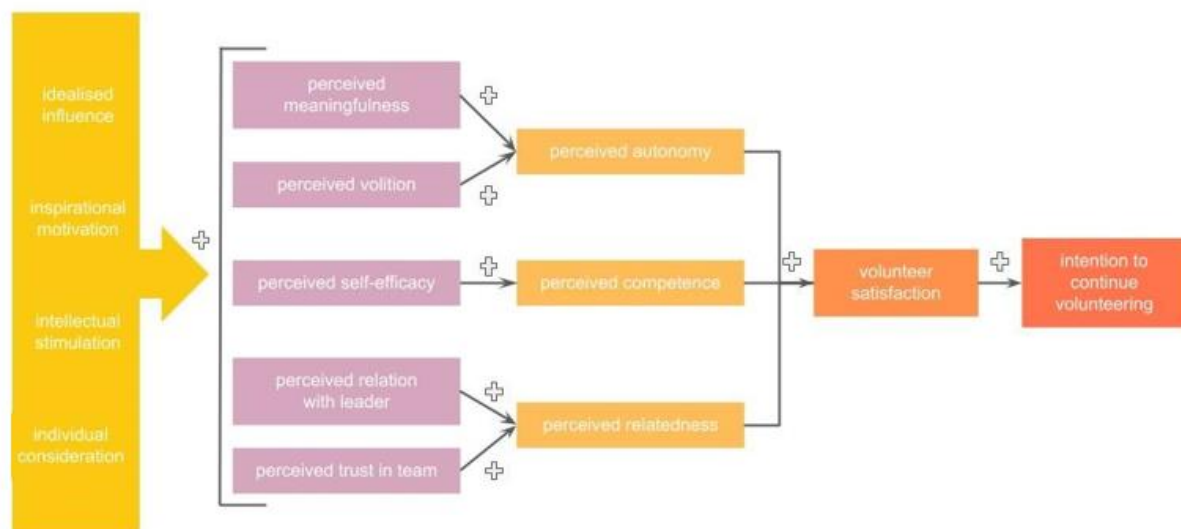 idealised
influence
inspirational
motivation
intellectual
stimulation
individual
consideration
perceived
meaningfulness
perceived volition
perceived self-efficacy
perceived relation
with leader
perceived trust in team
perceived autonomy
perceived competence
perceived relatedness
volunteer
satisfaction
intention to
continue
volunteering